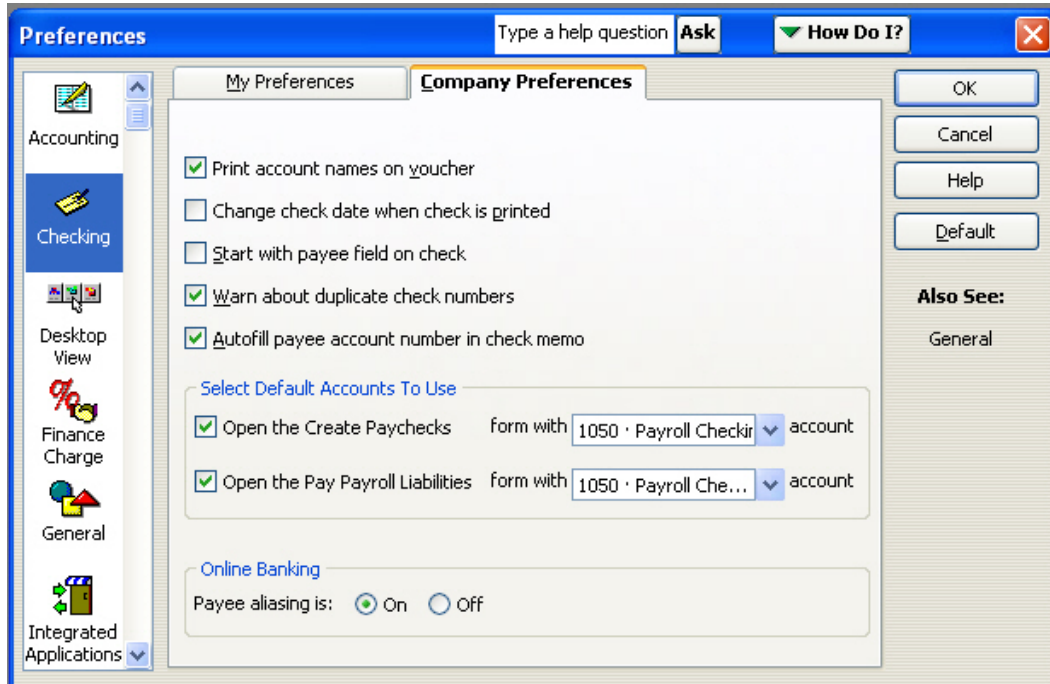 Preferences
Type a help question Ask
How Do I?
My Preferences
Company Preferences
Accounting
Checking
Desktop
View
Finance
Charge
General
Integrated
Applications
Print account names on voucher
Change check date when check is printed
Start with payee field on check
Warn about duplicate check numbers
Autofill payee account number in check memo
Select Default Accounts To Use
Open the Create Paychecks form with 1050 · Payroll Checkin account
Open the Pay Payroll Liabilities form with 1050 · Payroll Che... account
Online Banking
Payee aliasing is: On Off
OK
Cancel
Help
Default
Also See:
General